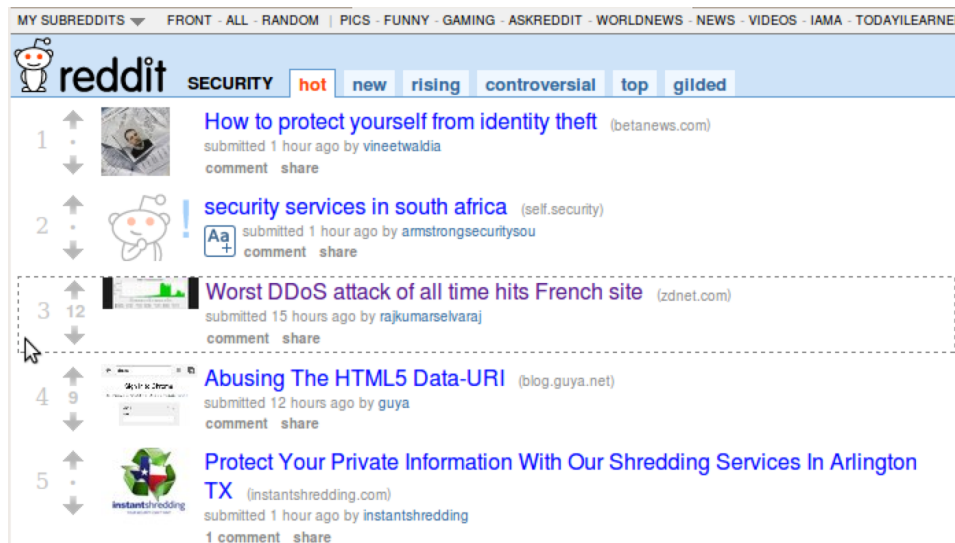 MY SUBREDDITS FRONT - ALL - RANDOM | PICS - FUNNY - GAMING - ASKREDDIT - WORLDNEWS - NEWS - VIDEOS - IAMA - TODAYILEARNE
reddit SECURITY hot new rising controversial top gilded
1 How to protect yourself from identity theft (betanews.com)
submitted 1 hour ago by vineetwaldia
comment share
2 security services in south africa (self.security)
Aa+ submitted 1 hour ago by armstrongsecuritysou
comment share
3 12 Worst DDoS attack of all time hits French site (zdnet.com)
submitted 15 hours ago by rajkumarselvaraj
comment share
4 9 Abusing The HTML5 Data-URI (blog.guya.net)
Sign in to Chrome
submitted 12 hours ago by guya
comment share
5 Protect Your Private Information With Our Shredding Services In Arlington
TX (instantshredding.com)
instantshredding
submitted 1 hour ago by instantshredding
1 comment share